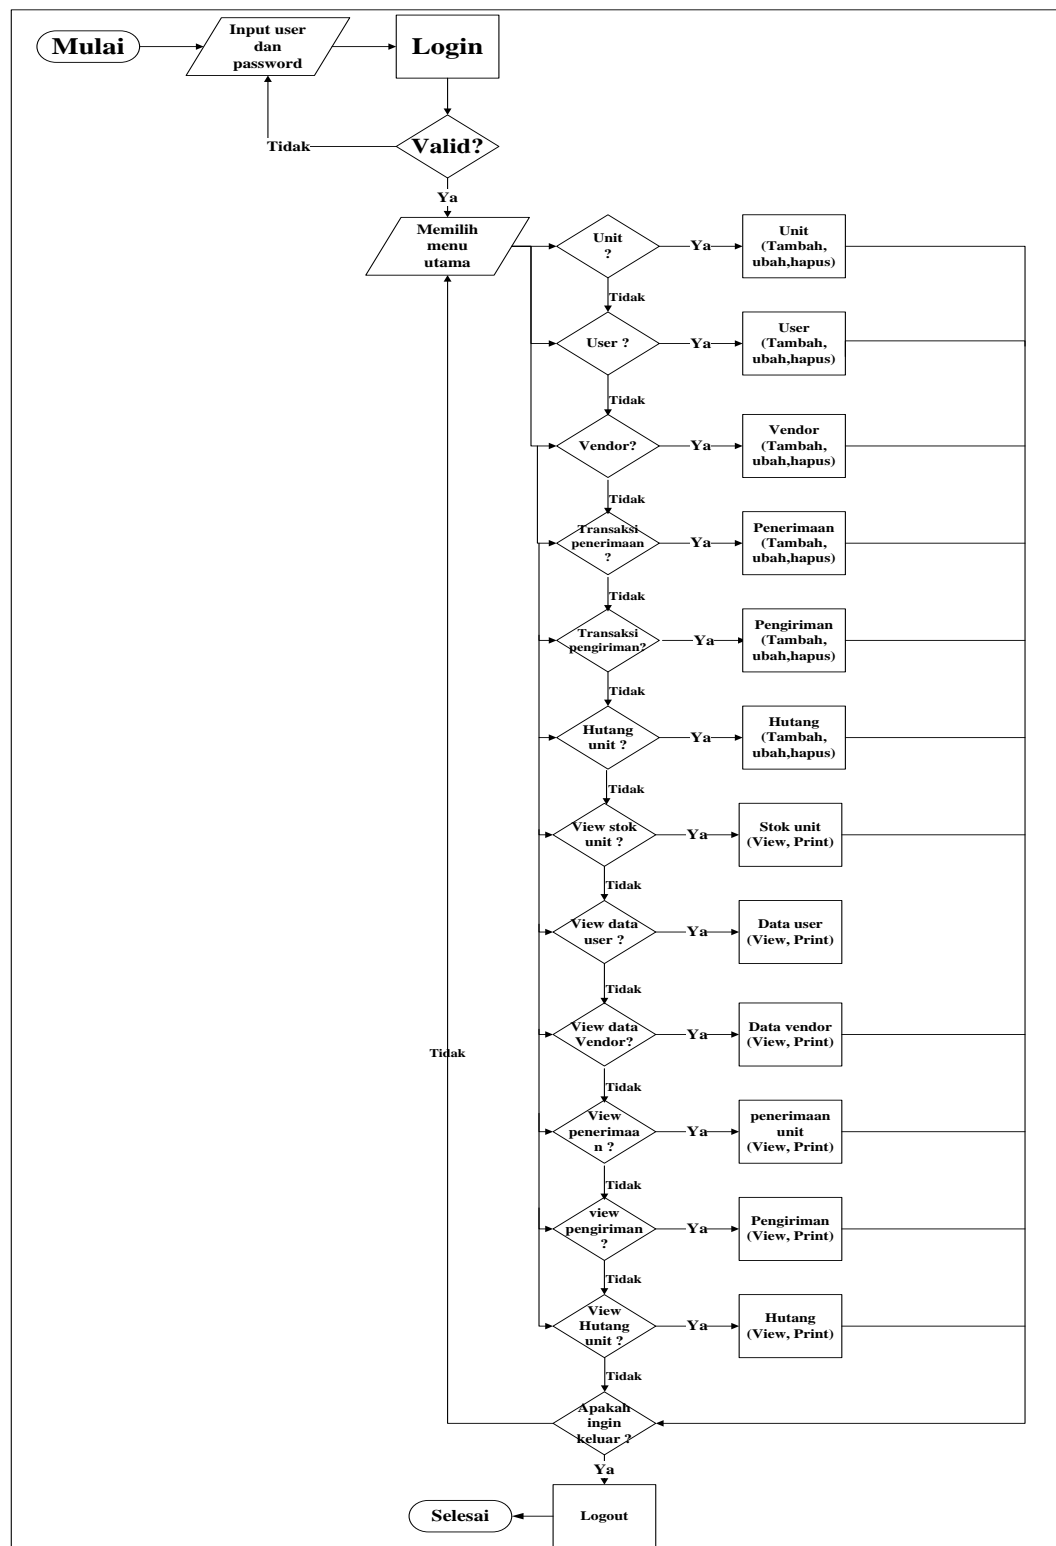 Mulai
Input user
dan
password
Login
Tidak
Valid?
Ya
Memilih
menu
utama
Unit
?
Ya
Unit
(Tambah,
ubah,hapus)
Tidak
User ?
Ya
User
(Tambah,
ubah,hapus)
Tidak
Vendor?
Ya
Vendor
(Tambah,
ubah,hapus)
Tidak
Transaksi
penerimaan
?
Ya
Penerimaan
(Tambah,
ubah,hapus)
Tidak
Transaksi
pengiriman?
Ya
Pengiriman
(Tambah,
ubah,hapus)
Tidak
Hutang
unit ?
Ya
Hutang
(Tambah,
ubah,hapus)
Tidak
View stok
unit ?
Ya
Stok unit
(View, Print)
Tidak
View data
user ?
Ya
Data user
(View, Print)
Tidak
View data
Vendor?
Ya
Data vendor
(View, Print)
Tidak
Tidak
View
penerimaa
n ?
Ya
penerimaan
unit
(View, Print)
Tidak
view
pengiriman
?
Ya
Pengiriman
(View, Print)
Tidak
View
Hutang
unit ?
Ya
Hutang
(View, Print)
Tidak
Apakah
ingin
keluar ?
Ya
Selesai
Logout